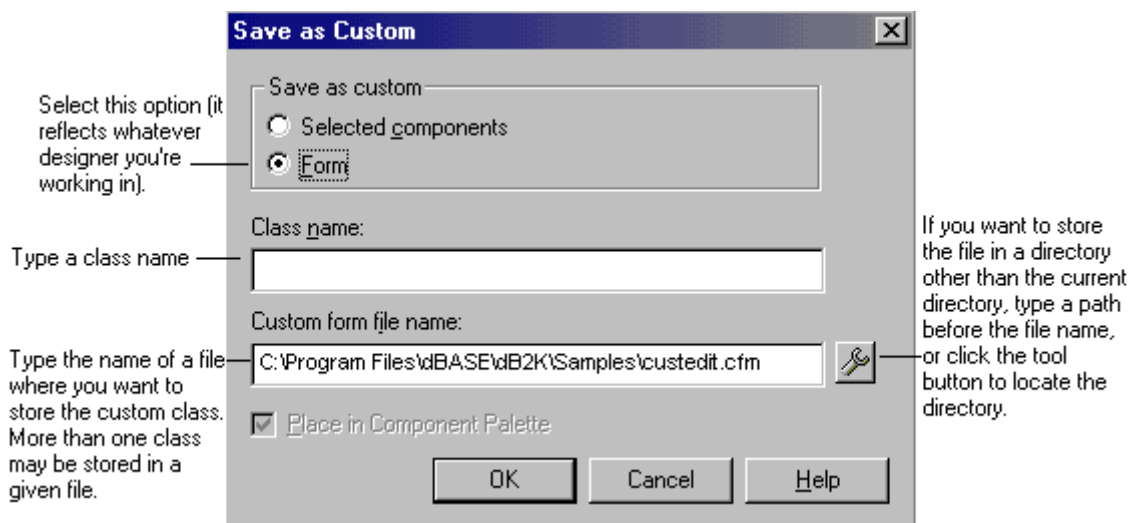 Save as Custom
Select this option (it
reflects whatever
designer you're
working in).
Save as custom
Selected components
Form
Class name:
Type a class name
If you want to store
the file in a directory
other than the current
directory, type a path
before the file name,
or click the tool
button to locate the
directory.
Custom form file name:
C:\Program Files\dBASE\dB2K\Samples\custedit.cfm
Type the name of a file
where you want to
store the custom class.
More than one class
may be stored in a
given file.
Place in Component Palette
OK
Cancel
Help